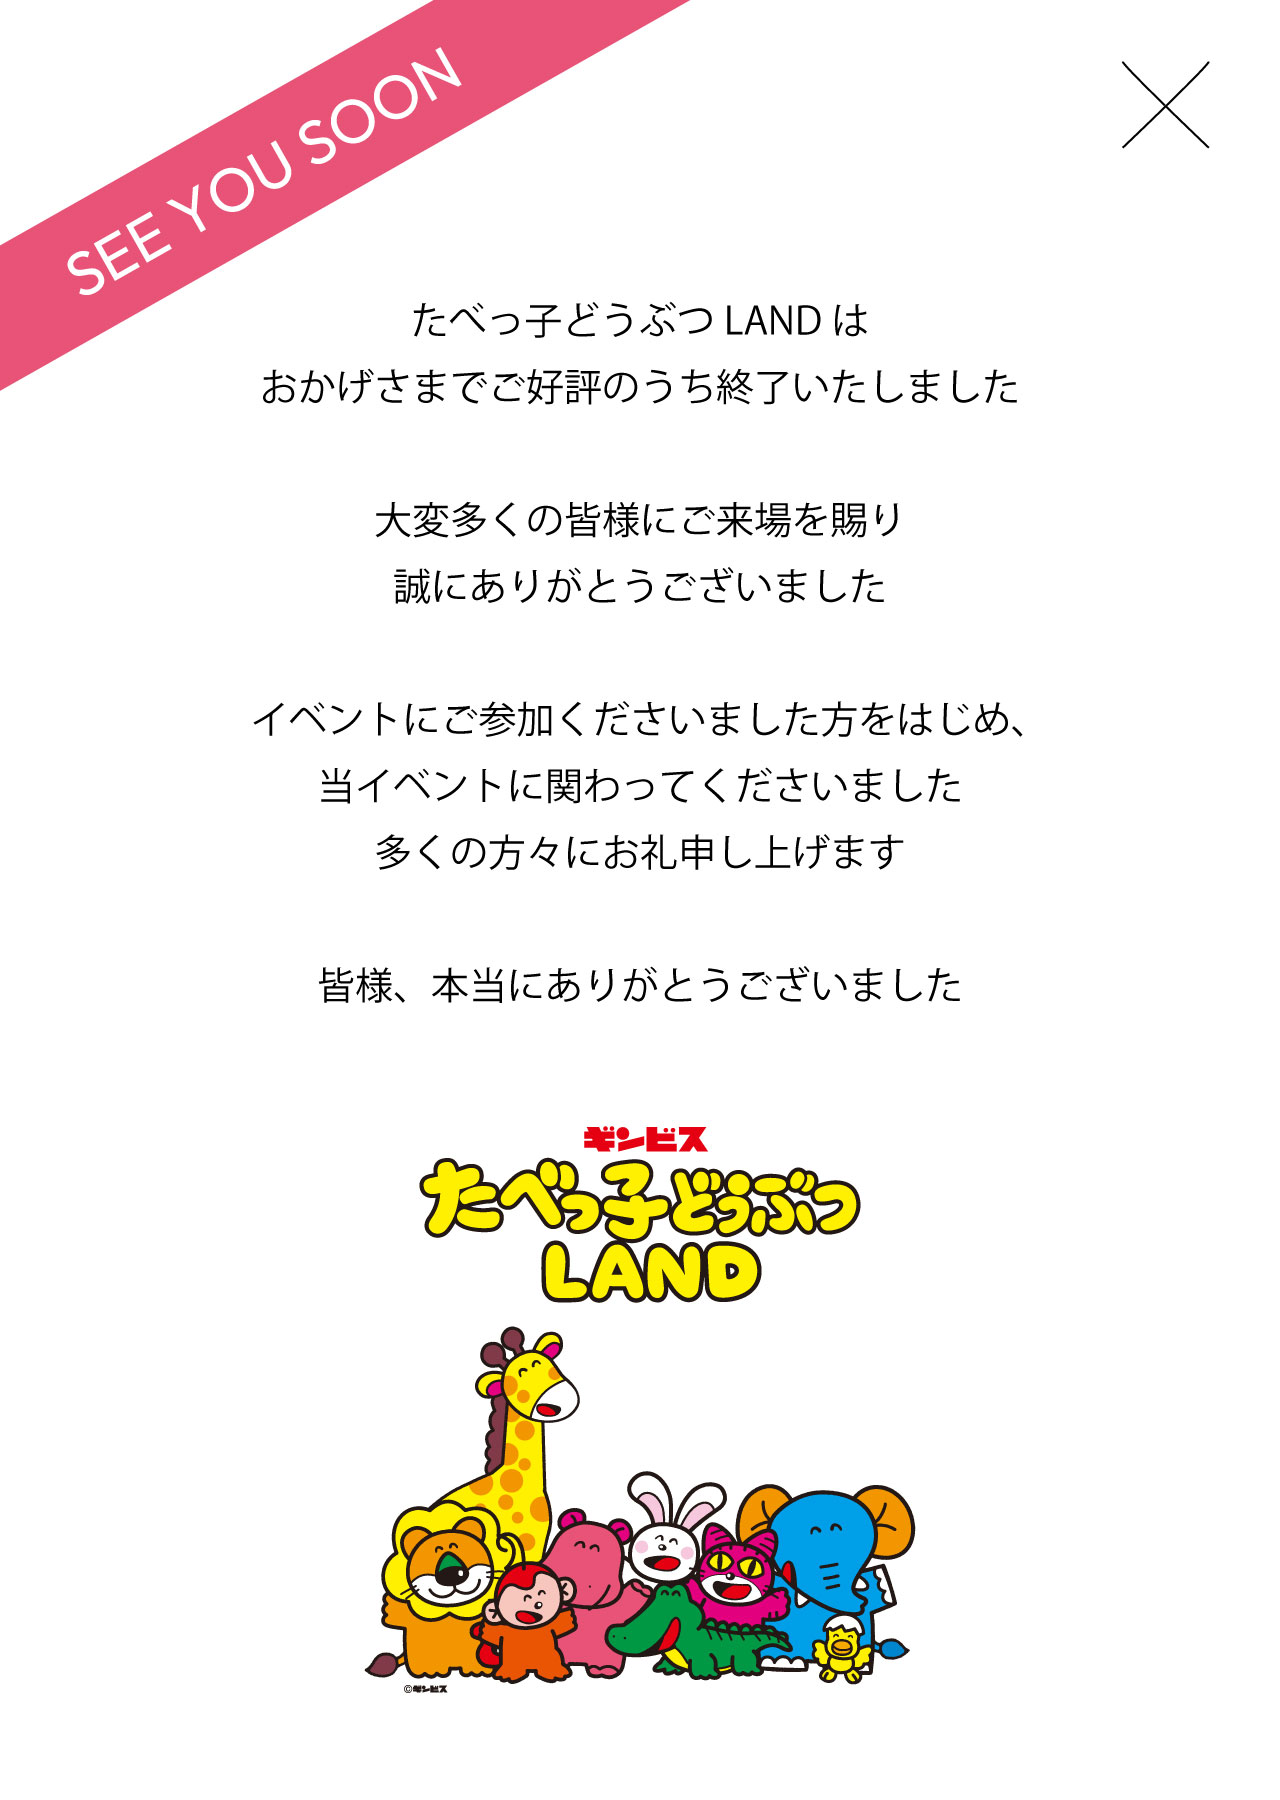 SEE YOU SOON
たべっ子どうぶつ LAND は
おかげさまでご好評のうち終了いたしました
大変多くの皆様にご来場を賜り
誠にありがとうございました
イベントにご参加くださいました方をはじめ、
当イベントに関わってくださいました
多くの方々にお礼申し上げます
皆様、本当にありがとうございました
ギンビス
たべっ子どうぶつ
LAND
©ギンビス